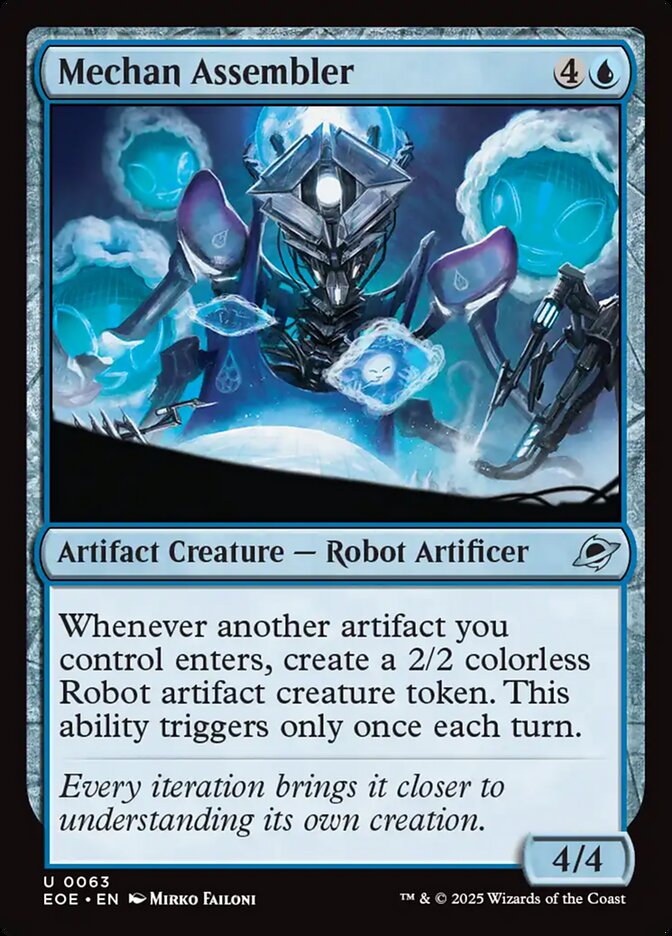 Mechan Assembler 4
Artifact Creature — Robot Artificer
Whenever another artifact you
control enters, create a 2/2 colorless
Robot artifact creature token. This
ability triggers only once each turn.
Every iteration brings it closer to
understanding its own creation.
4/4
U 0063
EOE • EN Mirko Failoni
™ & © 2025 Wizards of the Coast